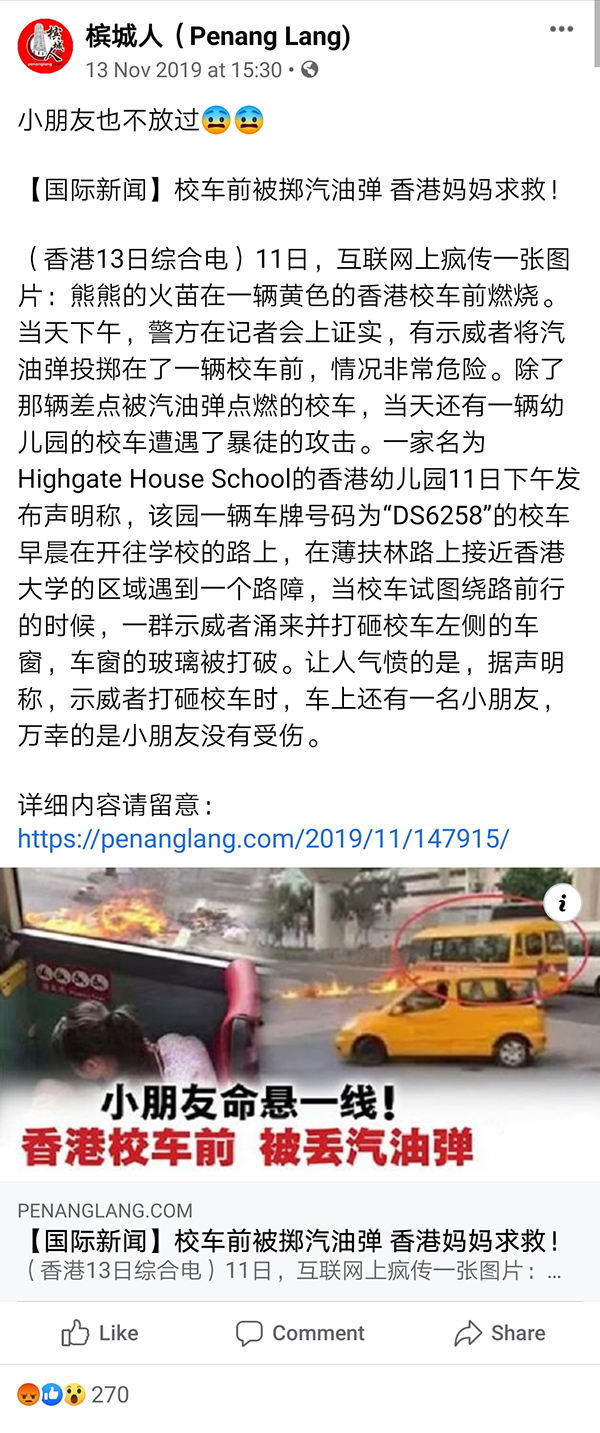 槟城人（Penang Lang)
13 Nov 2019 at 15:30
小朋友也不放过😨😨
【国际新闻】校车前被掷汽油弹 香港妈妈求救！
（香港13日综合电）11日，互联网上疯传一张图
片：熊熊的火苗在一辆黄色的香港校车前燃烧。
当天下午，警方在记者会上证实，有示威者将汽
油弹投掷在了一辆校车前，情况非常危险。除了
那辆差点被汽油弹点燃的校车，当天还有一辆幼
儿园的校车遭遇了暴徒的攻击。一家名为
Highgate House School的香港幼儿园11日下午发
布声明称，该园一辆车牌号码为“DS6258”的校车
早晨在开往学校的路上，在薄扶林路上接近香港
大学的区域遇到一个路障，当校车试图绕路前行
的时候，一群示威者涌来并打砸校车左侧的车
窗，车窗的玻璃被打破。让人气愤的是，据声明
称，示威者打砸校车时，车上还有一名小朋友，
万幸的是小朋友没有受伤。
详细内容请留意：
https://penanglang.com/2019/11/147915/
小朋友命悬一线！
香港校车前 被丢汽油弹
PENANGLANG.COM
【国际新闻】校车前被掷汽油弹 香港妈妈求救！
（香港13日综合电）11日，互联网上疯传一张图片：...
Like Comment Share
270